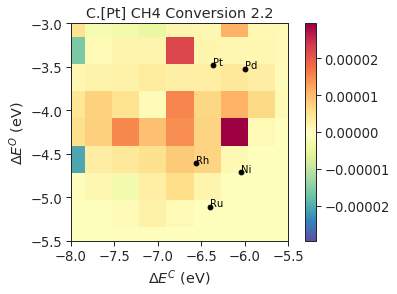 C.[Pt] CH4 Conversion 2.2
−3.0
−3.5
−4.0
−4.5
−5.0
−5.5
ΔE^O (eV)
Pt
Pd
Rh
Ni
Ru
−8.0 −7.5 −7.0 −6.5 −6.0 −5.5
ΔE^C (eV)
0.00002
0.00001
0.00000
−0.00001
−0.00002